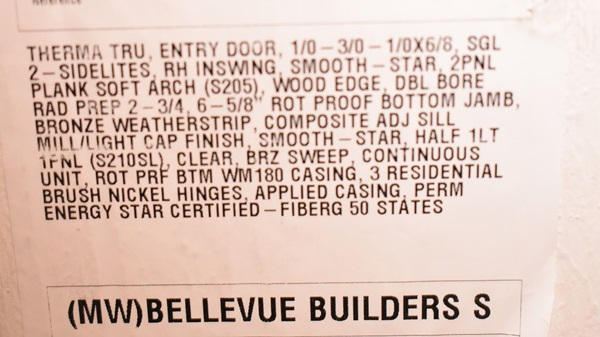 Reference
THERMA TRU, ENTRY DOOR, 1/0-3/0-1/0X6/8, SGL
2-SIDELITES, RH INSWING, SMOOTH-STAR, 2PNL
PLANK SOFT ARCH (S205), WOOD EDGE, DBL BORE
RAD PREP 2-3/4, 6-5/8" ROT PROOF BOTTOM JAMB,
BRONZE WEATHERSTRIP, COMPOSITE ADJ SILL
MILL/LIGHT CAP FINISH, SMOOTH-STAR, HALF 1LT
1PNL (S210SL), CLEAR, BRZ SWEEP, CONTINUOUS
UNIT, ROT PRF BTM WM180 CASING, 3 RESIDENTIAL
BRUSH NICKEL HINGES, APPLIED CASING, PERM
ENERGY STAR CERTIFIED-FIBERG 50 STATES
(MW)BELLEVUE BUILDERS S